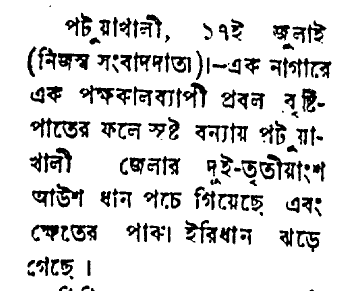 পটুয়াখালী, ১৭ই জুলাই
(নিজস্ব সংবাদদাতা)।—এক নাগারে
এক পক্ষকালব্যাপী প্রবল বৃষ্টি-
পাতের ফলে সৃষ্ট বন্যায় পটুয়া-
খালী জেলার দুই-তৃতীয়াংশ
আউশ ধান পচে গিয়েছে এবং
ক্ষেতের পাকা ইরিধান ঝড়ে
গেছে।